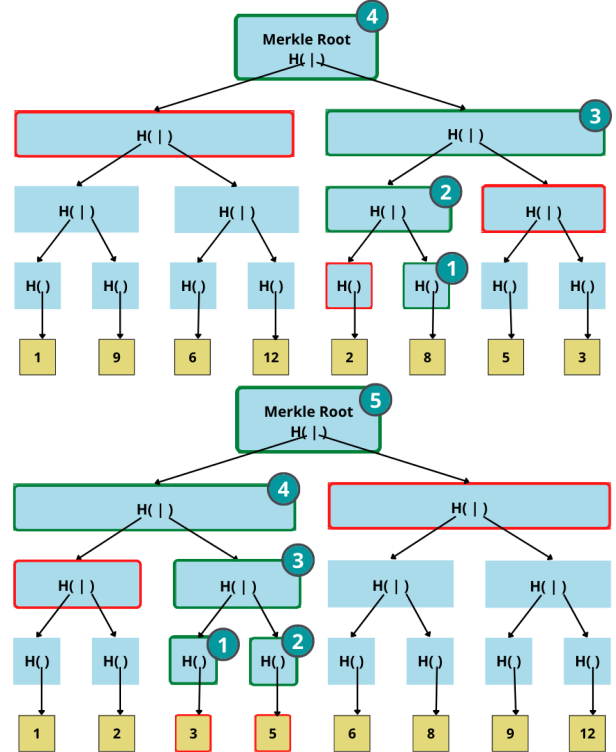 4
Merkle Root
H( | )
3
H( | )
H( | )
2
H( | )
H( | )
H( | )
H( | )
1
H( )
H( )
H( )
H( )
H( )
H( )
H( )
H( )
1
9
6
12
2
8
5
3
5
Merkle Root
H( | )
4
H( | )
H( | )
3
H( | )
H( | )
H( | )
H( | )
1
2
H( )
H( )
H( )
H( )
H( )
H( )
H( )
H( )
1
2
3
5
6
8
9
12